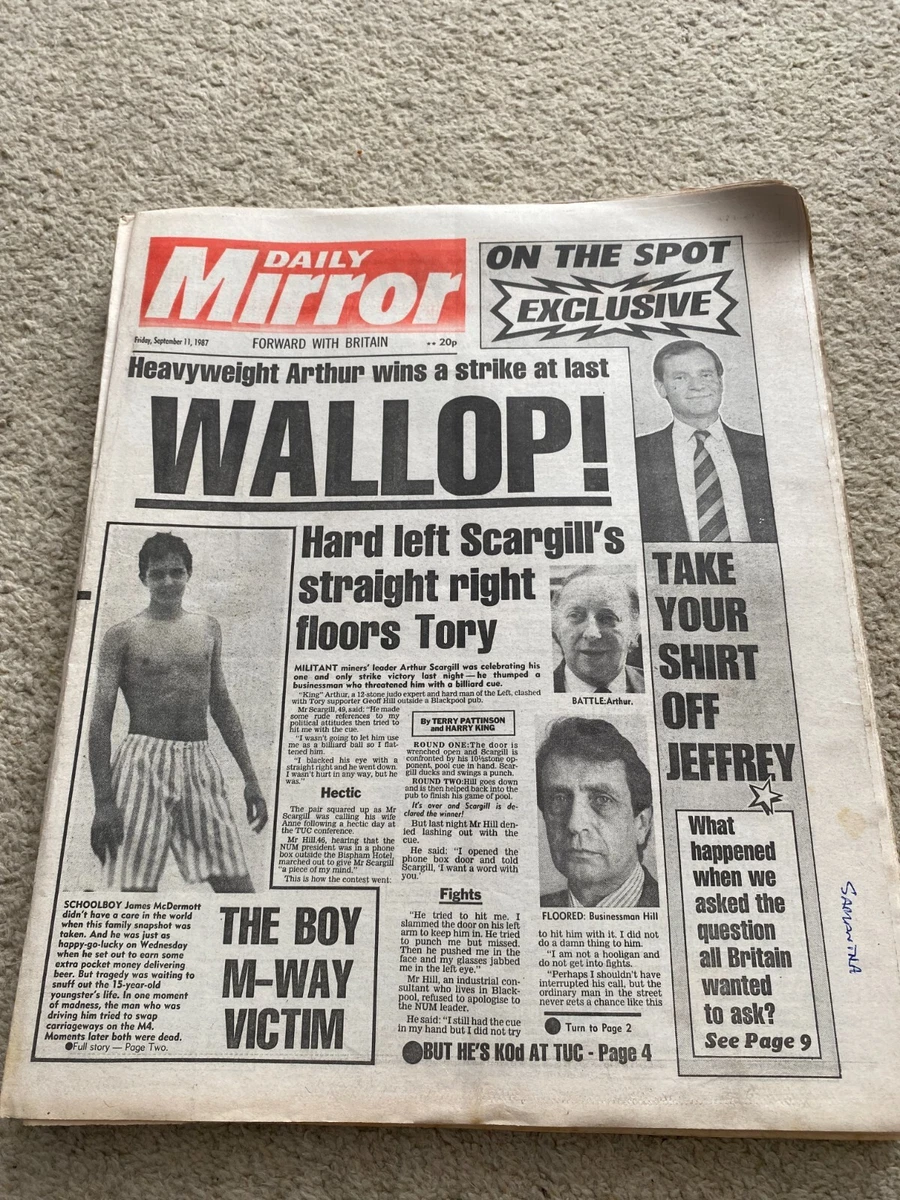 DAILY
Mirror
Friday, September 11, 1987
FORWARD WITH BRITAIN
** 20p
ON THE SPOT
EXCLUSIVE
Heavyweight Arthur wins a strike at last
WALLOP!
Hard left Scargill's
straight right
floors Tory
MILITANT miners' leader Arthur Scargill was celebrating his
one and only strike victory last night—he thumped a
businessman who threatened him with a billiard cue.
"King" Arthur, a 12-stone judo expert and hard man of the Left, clashed
with Tory supporter Geoff Hill outside a Blackpool pub.
Mr Scargill, 49, said: "He made
some rude references to my
political attitudes then tried to
hit me with the cue.
"I wasn't going to let him use
me as a billiard ball so I flat-
tened him.
"I blacked his eye with a
straight right and he went down.
I wasn't hurt in any way, but he
was."
Hectic
The pair squared up as Mr
Scargill was calling his wife
Anne following a hectic day at
the TUC conference.
Mr Hill, 46, hearing that the
NUM president was in a phone
box outside the Bispham Hotel,
marched out to give Mr Scargill
"a piece of my mind."
This is how the contest went:
By TERRY PATTINSON
and HARRY KING
ROUND ONE: The door is
wrenched open and Scargill is
confronted by his 10½stone op-
ponent, pool cue in hand. Scar-
gill ducks and swings a punch.
ROUND TWO: Hill goes down
and is then helped back into the
pub to finish his game of pool.
It's over and Scargill is de-
clared the winner!
But last night Mr Hill den-
ied lashing out with the
cue.
He said: "I opened the
phone box door and told
Scargill, 'I want a word with
you.'
Fights
"He tried to hit me. I
slammed the door on his left
arm to keep him in. He tried
to punch me but missed.
Then he pushed me in the
face and my glasses jabbed
me in the left eye."
Mr Hill, an industrial con-
sultant who lives in Black-
pool, refused to apologise to
the NUM leader.
He said: "I still had the cue
in my hand but I did not try
BATTLE: Arthur.
FLOORED: Businessman Hill
to hit him with it. I did not
do a damn thing to him.
"I am not a hooligan and
do not get into fights.
"Perhaps I shouldn't have
interrupted his call, but the
ordinary man in the street
never gets a chance like this
● Turn to Page 2
●BUT HE'S KOd AT TUC - Page 4
SCHOOLBOY James McDermott
didn't have a care in the world
when this family snapshot was
taken. And he was just as
happy-go-lucky on Wednesday
when he set out to earn some
extra pocket money delivering
beer. But tragedy was waiting to
snuff out the 15-year-old
youngster's life. In one moment
of madness, the man who was
driving him tried to swap
carriageways on the M4.
Moments later both were dead.
●Full story — Page Two.
THE BOY
M-WAY
VICTIM
TAKE
YOUR
SHIRT
OFF
JEFFREY
What
happened
when we
asked the
question
all Britain
wanted
to ask?
See Page 9
SAMANTHA